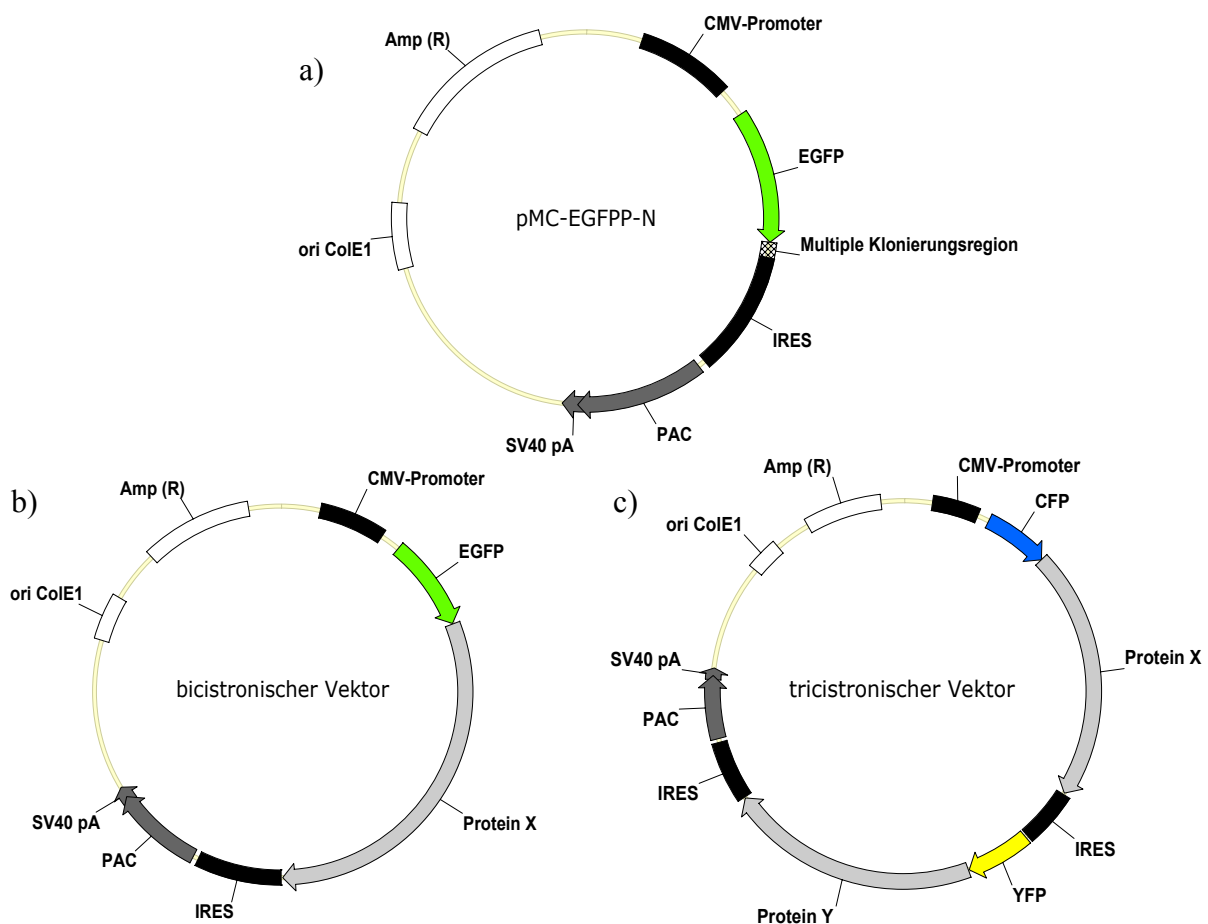 a)
Amp (R)
CMV-Promoter
EGFP
pMC-EGFPP-N
ori ColE1
Multiple Klonierungsregion
IRES
PAC
SV40 pA
b)
Amp (R)
CMV-Promoter
EGFP
ori ColE1
bicistronischer Vektor
SV40 pA
Protein X
PAC
IRES
c)
Amp (R)
CMV-Promoter
CFP
ori ColE1
Protein X
SV40 pA
tricistronischer Vektor
PAC
IRES
IRES
YFP
Protein Y